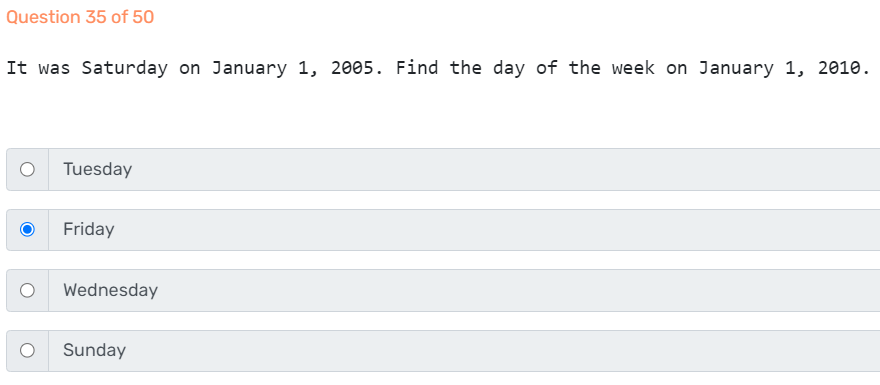 Question 35 of 50
It was Saturday on January 1, 2005. Find the day of the week on January 1, 2010.
Tuesday
Friday
Wednesday
Sunday